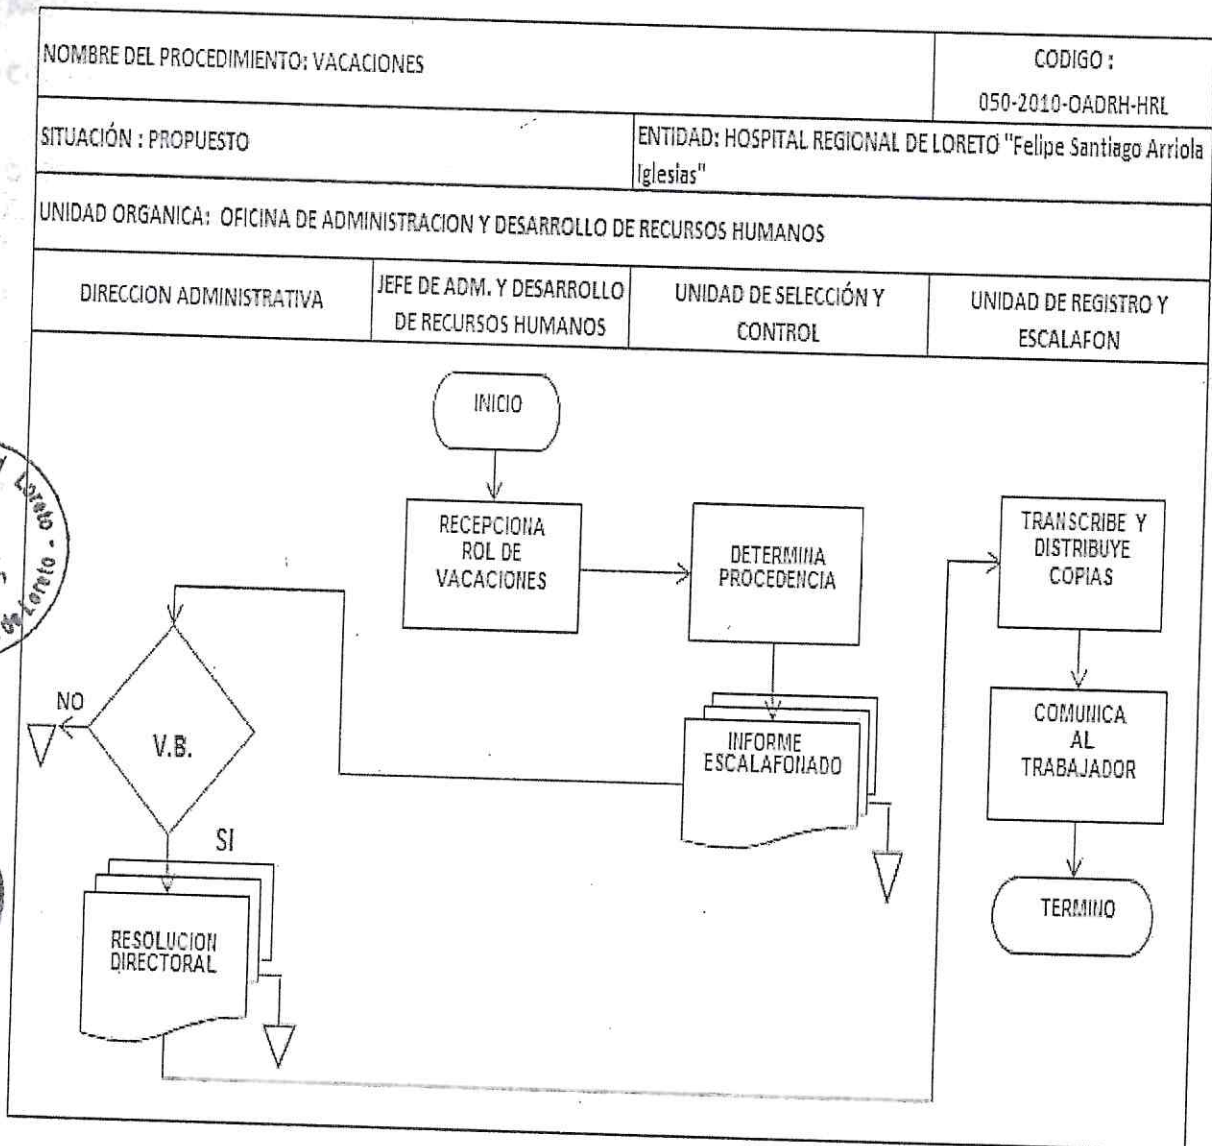 NOMBRE DEL PROCEDIMIENTO: VACACIONES
CODIGO :
050-2010-OADRH-HRL
SITUACIÓN : PROPUESTO
ENTIDAD: HOSPITAL REGIONAL DE LORETO "Felipe Santiago Arriola
Iglesias"
UNIDAD ORGANICA: OFICINA DE ADMINISTRACION Y DESARROLLO DE RECURSOS HUMANOS
DIRECCION ADMINISTRATIVA
JEFE DE ADM. Y DESARROLLO
DE RECURSOS HUMANOS
UNIDAD DE SELECCIÓN Y
CONTROL
UNIDAD DE REGISTRO Y
ESCALAFON
INICIO
RECEPCIONA
ROL DE
VACACIONES
DETERMINA
PROCEDENCIA
TRANSCRIBE Y
DISTRIBUYE
COPIAS
NO
V.B.
SI
INFORME
ESCALAFONADO
COMUNICA
AL
TRABAJADOR
RESOLUCION
DIRECTORAL
TERMINO
Loreto -
de Loreto